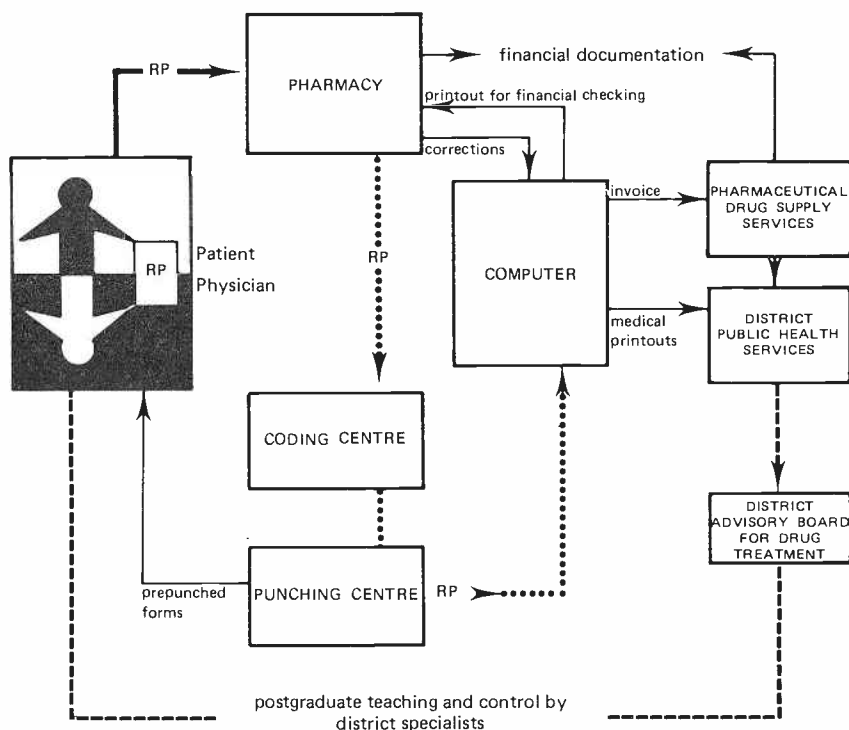 RP
PHARMACY
financial documentation
printout for financial checking
corrections
invoice
PHARMACEUTICAL
DRUG SUPPLY
SERVICES
Patient
RP
Physician
RP
COMPUTER
medical
printouts
DISTRICT
PUBLIC HEALTH
SERVICES
CODING CENTRE
DISTRICT
ADVISORY BOARD
FOR DRUG
TREATMENT
prepunched
forms
PUNCHING CENTRE
RP
postgraduate teaching and control by
district specialists